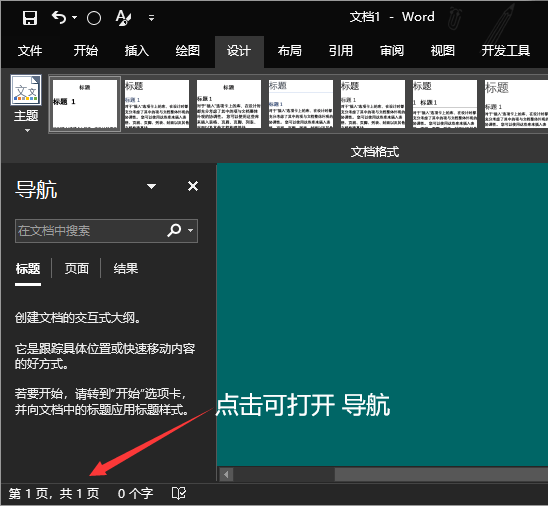 文档1 - Word
文件 开始 插入 绘图 设计 布局 引用 审阅 视图 开发工具
文文
主题
标题
标题 1
标题
标题 1
标题
标题 1
标题
标题 1
标题
标题 1
标题
1 标题 1
标题
标题 1
文档格式
导航
在文档中搜索
标题 页面 结果
创建文档的交互式大纲。
它是跟踪具体位置或快速移动内容
的好方式。
若要开始，请转到"开始"选项卡，
并向文档中的标题应用标题样式。
点击可打开 导航
第 1 页，共 1 页 0 个字